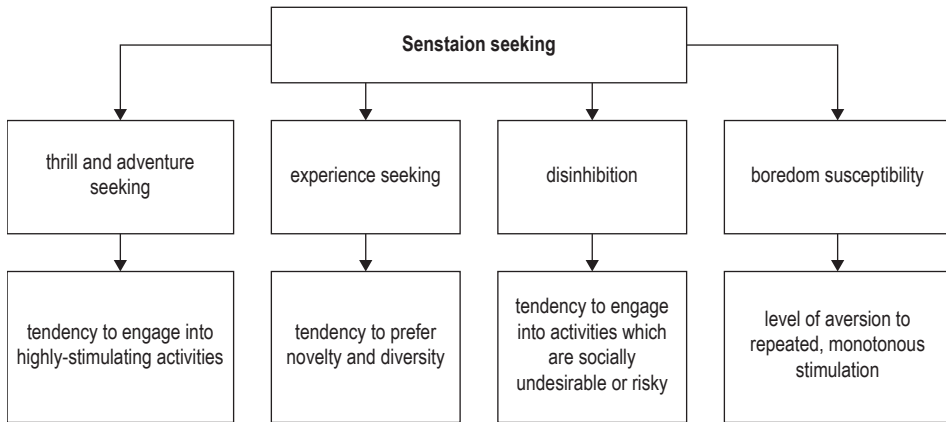 Senstaion seeking
thrill and adventure
seeking
experience seeking
disinhibition
boredom susceptibility
tendency to engage into
highly-stimulating activities
tendency to prefer
novelty and diversity
tendency to engage
into activities which
are socially
undesirable or risky
level of aversion to
repeated, monotonous
stimulation